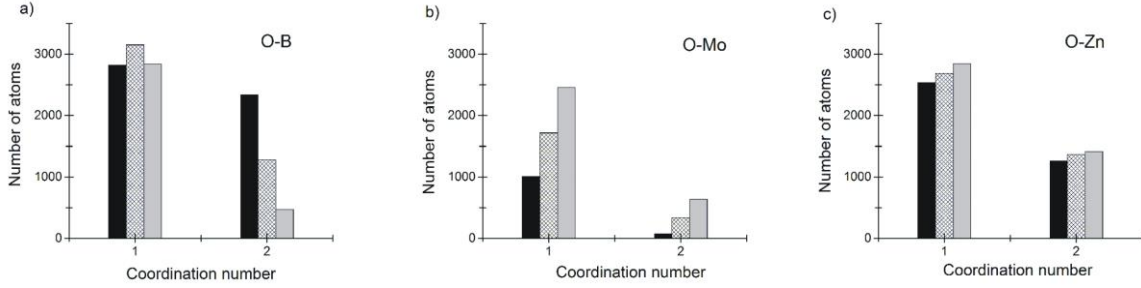 a)
O-B
Number of atoms
3000
2000
1000
0
1 2
Coordination number
b)
O-Mo
Number of atoms
3000
2000
1000
0
1 2
Coordination number
c)
O-Zn
Number of atoms
3000
2000
1000
0
1 2
Coordination number